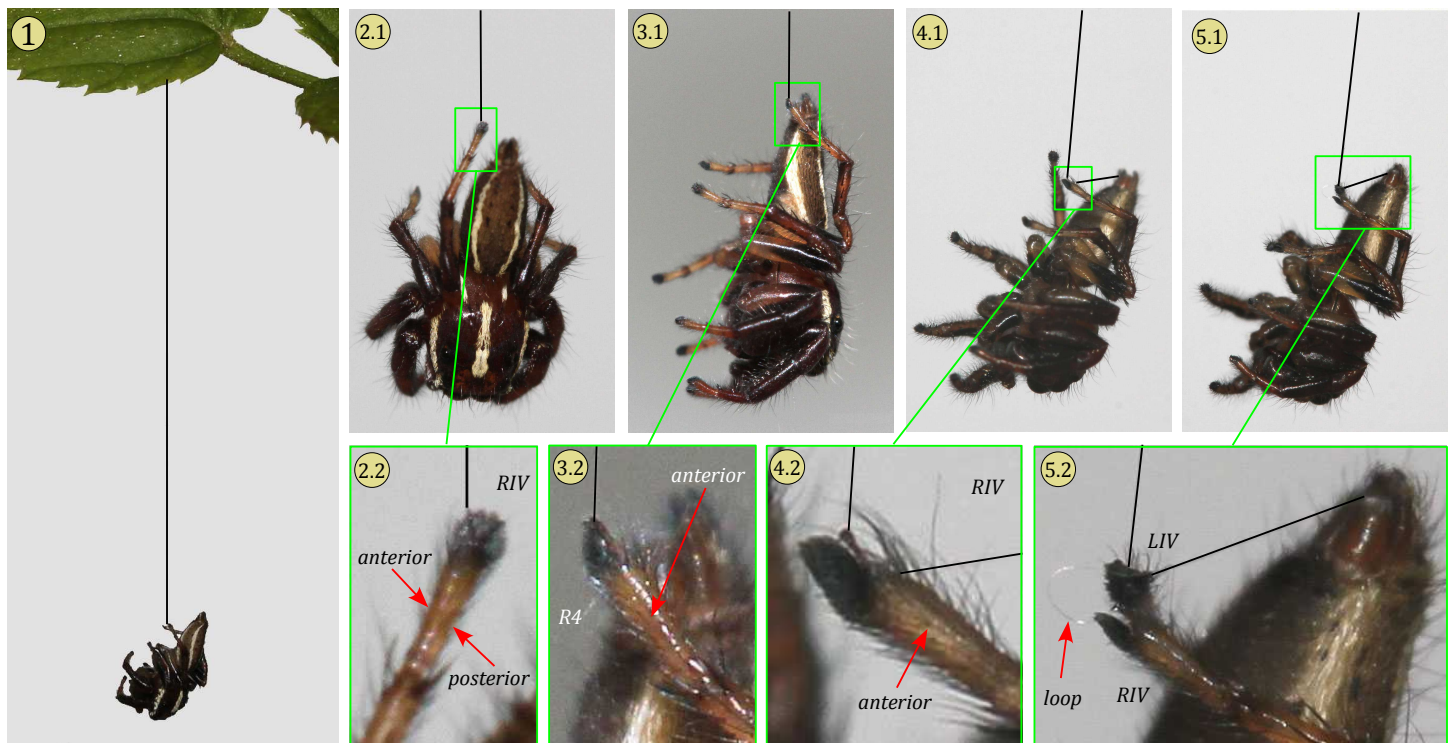 1
2.1
3.1
4.1
5.1
2.2
RIV
anterior
posterior
3.2
anterior
R4
4.2
RIV
anterior
5.2
LIV
loop
RIV